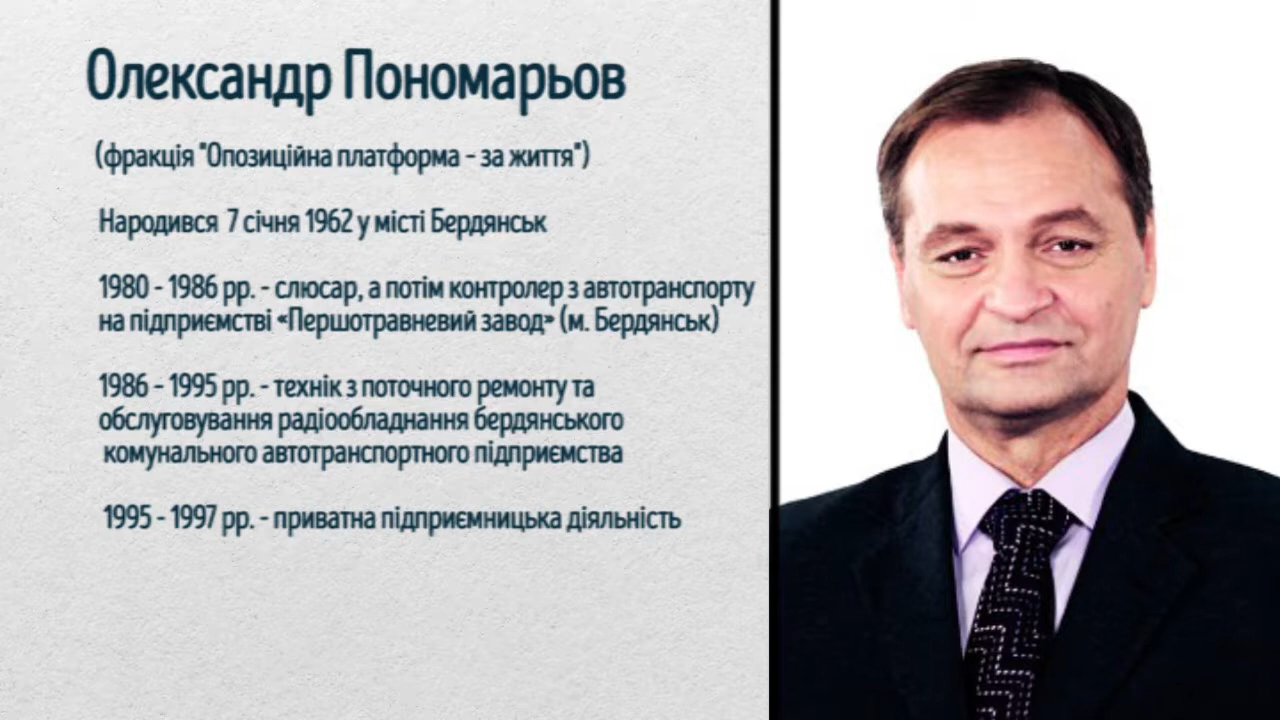 Олександр Пономарьов
(фракція "Опозиційна платформа - за життя")
Народився 7 січня 1962 у місті Бердянськ
1980 - 1986 рр. - слюсар, а потім контролер з автотранспорту
на підприємстві «Першотравневий завод» (м. Бердянськ)
1986 - 1995 рр. - технік з поточного ремонту та
обслуговування радіообладнання бердянського
комунального автотранспортного підприємства
1995 - 1997 рр. - приватна підприємницька діяльність